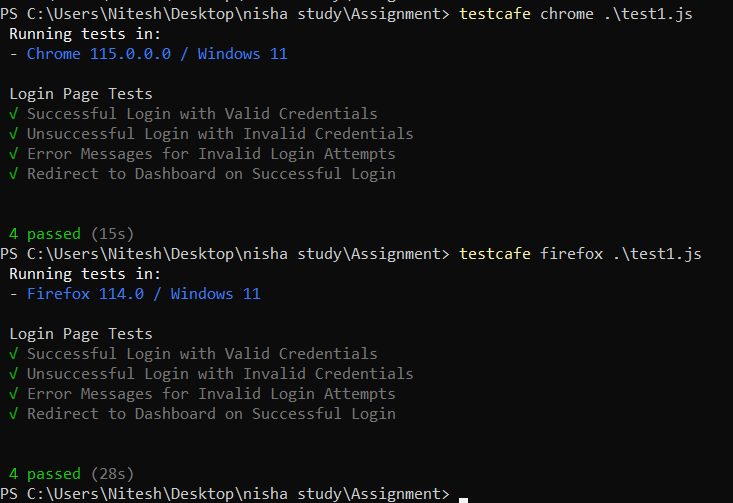 PS C:\Users\Nitesh\Desktop\nisha study\Assignment> testcafe chrome .\test1.js
Running tests in:
- Chrome 115.0.0.0 / Windows 11
Login Page Tests
√ Successful Login with Valid Credentials
√ Unsuccessful Login with Invalid Credentials
√ Error Messages for Invalid Login Attempts
√ Redirect to Dashboard on Successful Login
4 passed (15s)
PS C:\Users\Nitesh\Desktop\nisha study\Assignment> testcafe firefox .\test1.js
Running tests in:
- Firefox 114.0 / Windows 11
Login Page Tests
√ Successful Login with Valid Credentials
√ Unsuccessful Login with Invalid Credentials
√ Error Messages for Invalid Login Attempts
√ Redirect to Dashboard on Successful Login
4 passed (28s)
PS C:\Users\Nitesh\Desktop\nisha study\Assignment>